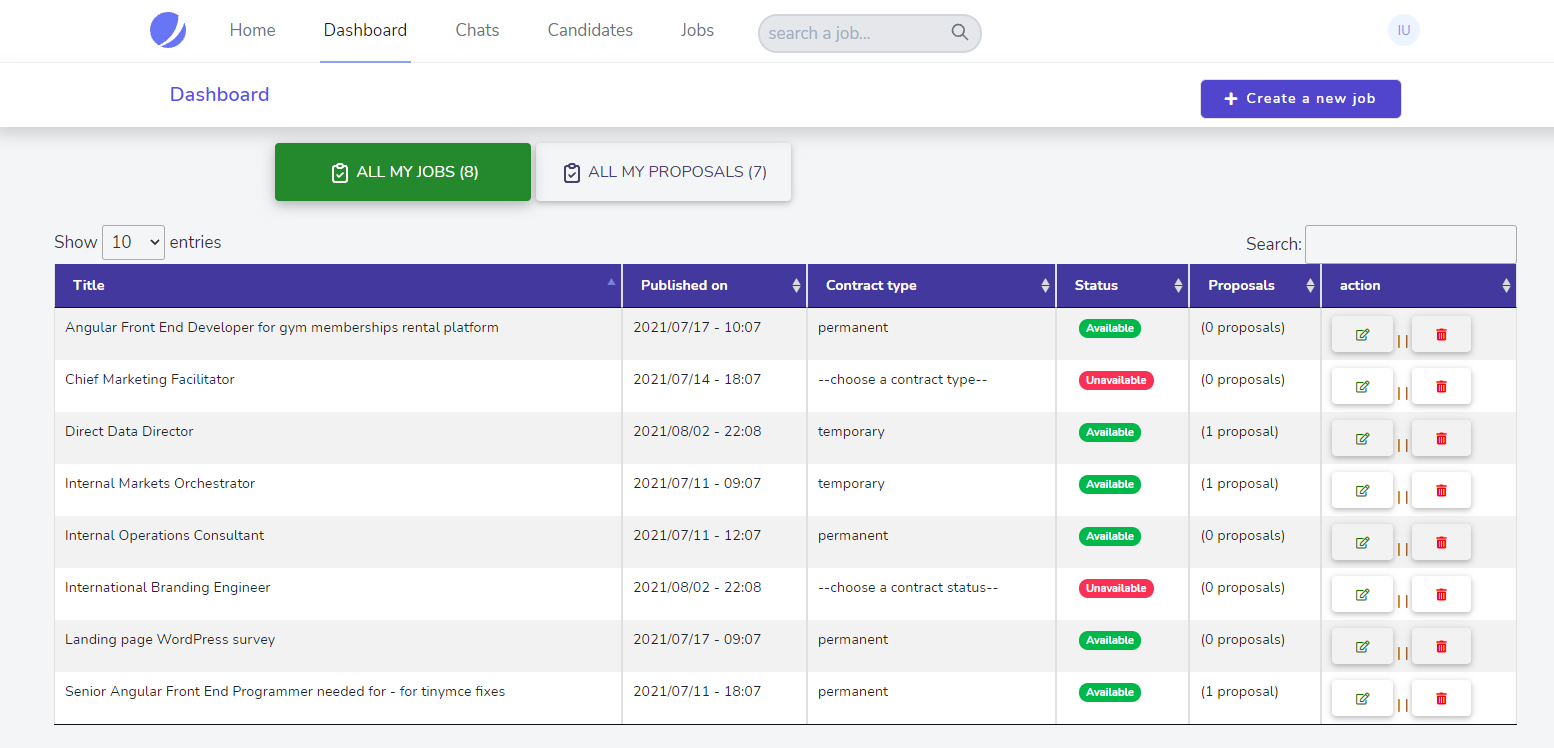 Home Dashboard Chats Candidates Jobs search a job... IU
Dashboard + Create a new job
ALL MY JOBS (8) ALL MY PROPOSALS (7)
Show 10 entries Search:
Title Published on Contract type Status Proposals action
Angular Front End Developer for gym memberships rental platform 2021/07/17 - 10:07 permanent Available (0 proposals) ||
Chief Marketing Facilitator 2021/07/14 - 18:07 --choose a contract type-- Unavailable (0 proposals) ||
Direct Data Director 2021/08/02 - 22:08 temporary Available (1 proposal) ||
Internal Markets Orchestrator 2021/07/11 - 09:07 temporary Available (1 proposal) ||
Internal Operations Consultant 2021/07/11 - 12:07 permanent Available (0 proposals) ||
International Branding Engineer 2021/08/02 - 22:08 --choose a contract status-- Unavailable (0 proposals) ||
Landing page WordPress survey 2021/07/17 - 09:07 permanent Available (0 proposals) ||
Senior Angular Front End Programmer needed for - for tinymce fixes 2021/07/11 - 18:07 permanent Available (1 proposal) ||